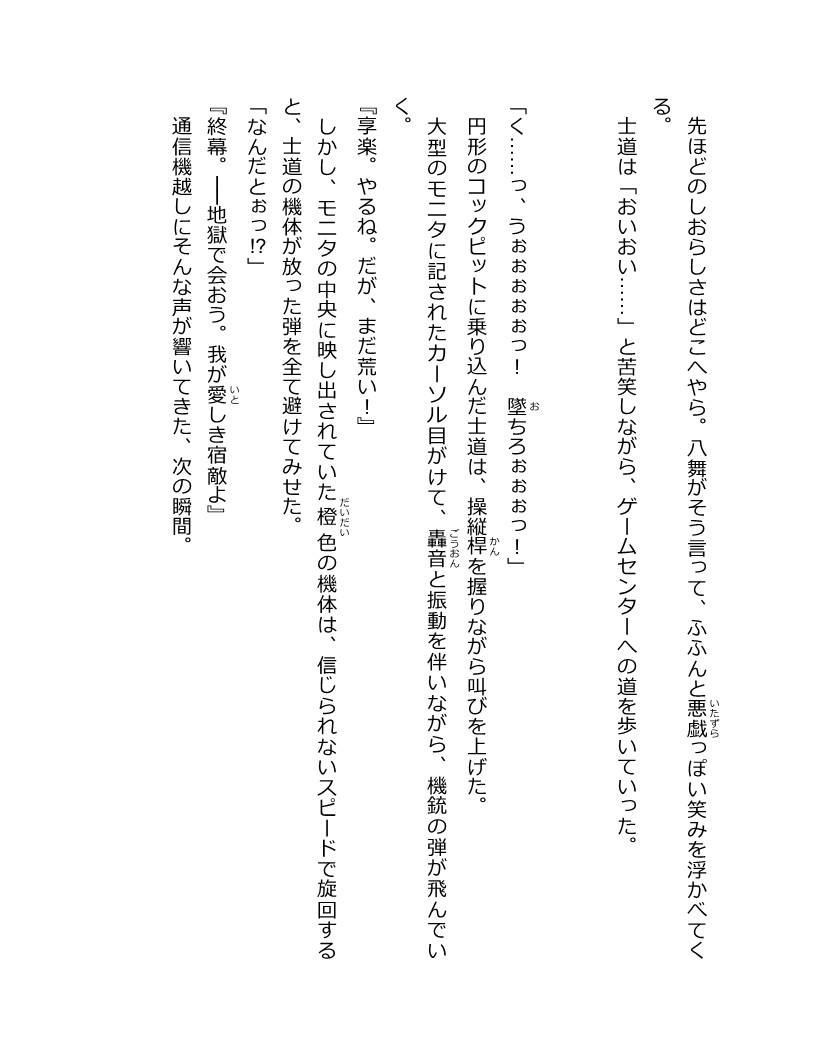 先ほどのしおらしさはどこへやら。八舞がそう言って、ふふんと悪戯っぽい笑みを浮かべてく
る。
　士道は「おいおい……」と苦笑しながら、ゲームセンターへの道を歩いていった。
「く……っ、うぉぉぉぉぉっ！　墜ちろぉぉぉっ！」
　円形のコックピットに乗り込んだ士道は、操縦桿を握りながら叫びを上げた。
　大型のモニタに記されたカーソル目がけて、轟音と振動を伴いながら、機銃の弾が飛んでい
く。
『享楽。やるね。だが、まだ荒い！』
　しかし、モニタの中央に映し出されていた橙色の機体は、信じられないスピードで旋回する
と、士道の機体が放った弾を全て避けてみせた。
「なんだとぉっ!?」
『終幕。――地獄で会おう。我が愛しき宿敵よ』
　通信機越しにそんな声が響いてきた、次の瞬間。